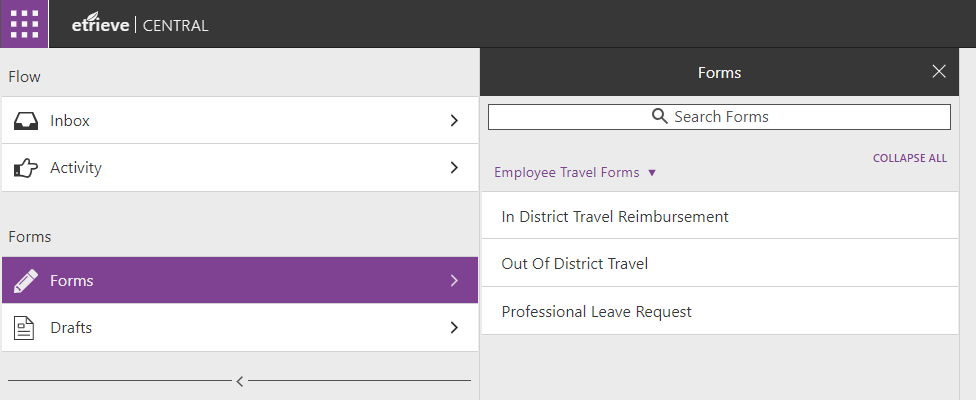 etrieve | CENTRAL
Flow
Inbox
Activity
Forms
Forms
Drafts
Forms
Search Forms
COLLAPSE ALL
Employee Travel Forms
In District Travel Reimbursement
Out Of District Travel
Professional Leave Request